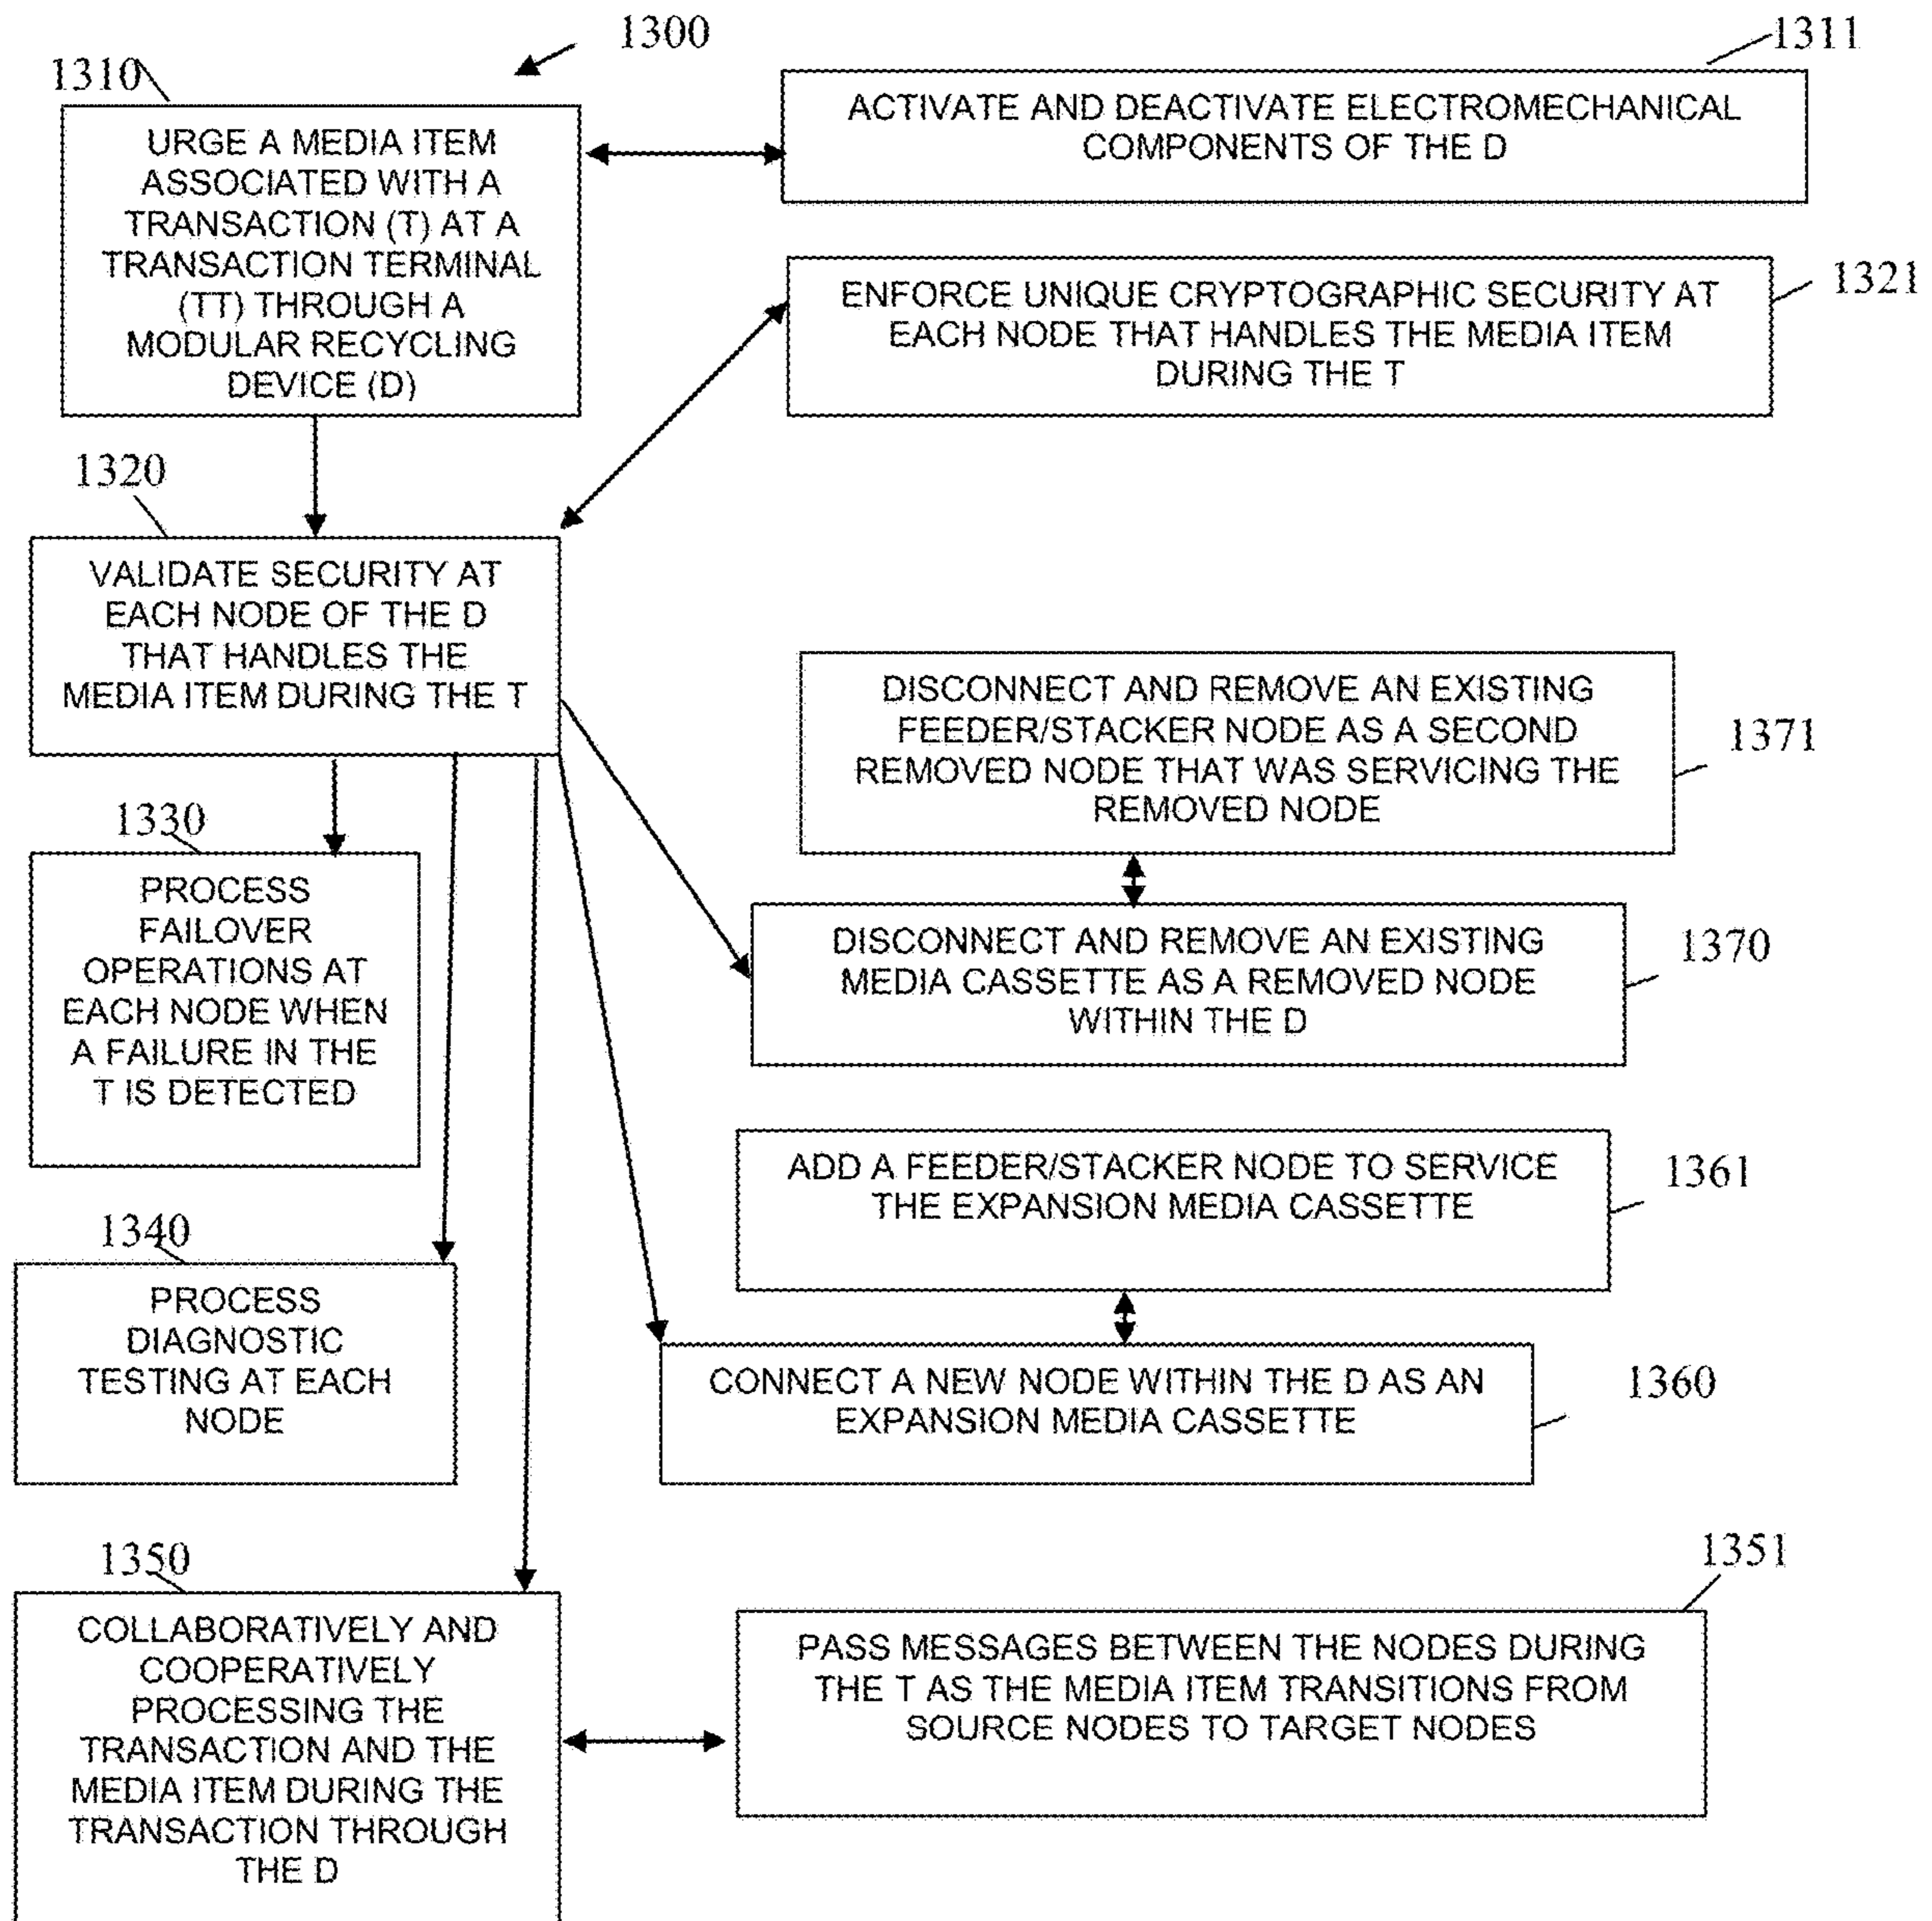 1300
1310
URGE A MEDIA ITEM
ASSOCIATED WITH A
TRANSACTION (T) AT A
TRANSACTION TERMINAL
(TT) THROUGH A
MODULAR RECYCLING
DEVICE (D)
1311
ACTIVATE AND DEACTIVATE ELECTROMECHANICAL
COMPONENTS OF THE D
1321
ENFORCE UNIQUE CRYPTOGRAPHIC SECURITY AT
EACH NODE THAT HANDLES THE MEDIA ITEM
DURING THE T
1320
VALIDATE SECURITY AT
EACH NODE OF THE D
THAT HANDLES THE
MEDIA ITEM DURING THE T
1371
DISCONNECT AND REMOVE AN EXISTING
FEEDER/STACKER NODE AS A SECOND
REMOVED NODE THAT WAS SERVICING THE
REMOVED NODE
1330
PROCESS
FAILOVER
OPERATIONS AT
EACH NODE WHEN
A FAILURE IN THE
T IS DETECTED
1370
DISCONNECT AND REMOVE AN EXISTING
MEDIA CASSETTE AS A REMOVED NODE
WITHIN THE D
1361
ADD A FEEDER/STACKER NODE TO SERVICE
THE EXPANSION MEDIA CASSETTE
1340
PROCESS
DIAGNOSTIC
TESTING AT EACH
NODE
1360
CONNECT A NEW NODE WITHIN THE D AS AN
EXPANSION MEDIA CASSETTE
1350
COLLABORATIVELY AND
COOPERATIVELY
PROCESSING THE
TRANSACTION AND THE
MEDIA ITEM DURING THE
TRANSACTION THROUGH
THE D
1351
PASS MESSAGES BETWEEN THE NODES DURING
THE T AS THE MEDIA ITEM TRANSITIONS FROM
SOURCE NODES TO TARGET NODES